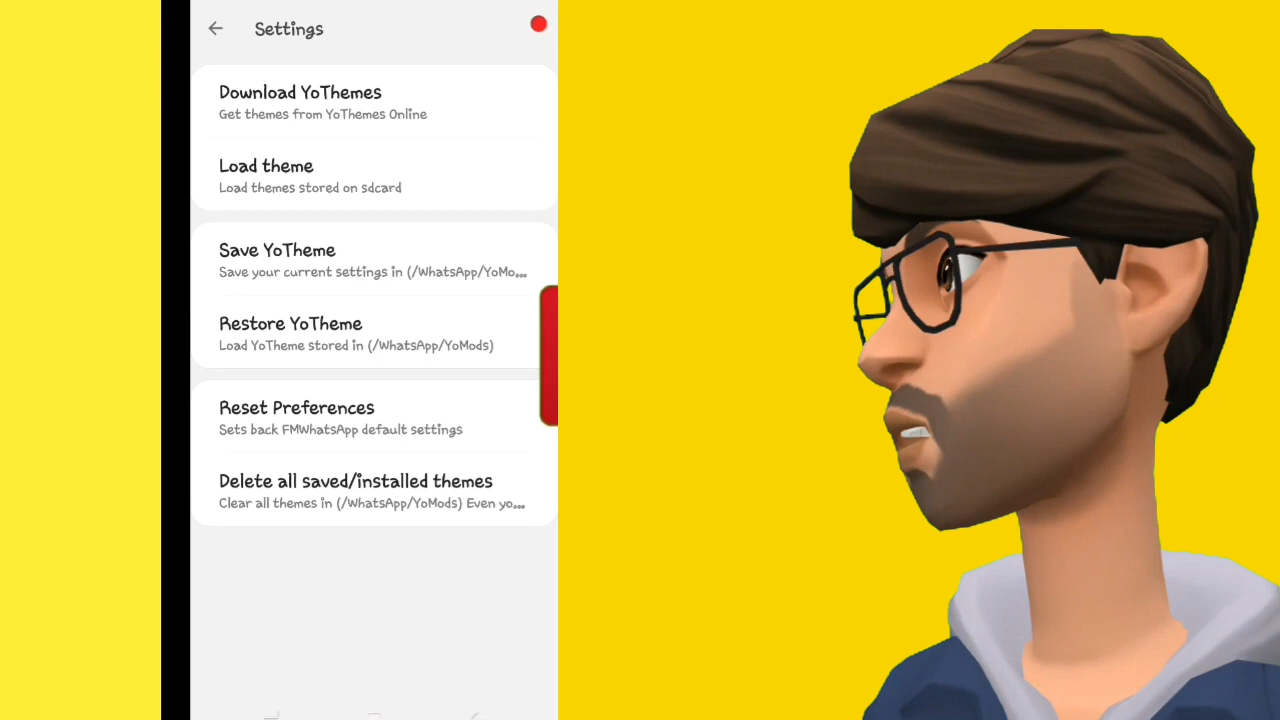 Settings
Download YoThemes
Get themes from YoThemes Online
Load theme
Load themes stored on sdcard
Save YoTheme
Save your current settings in (/WhatsApp/YoMo...
Restore YoTheme
Load YoTheme stored in (/WhatsApp/YoMods)
Reset Preferences
Sets back FMWhatsApp default settings
Delete all saved/installed themes
Clear all themes in (/WhatsApp/YoMods) Even yo...